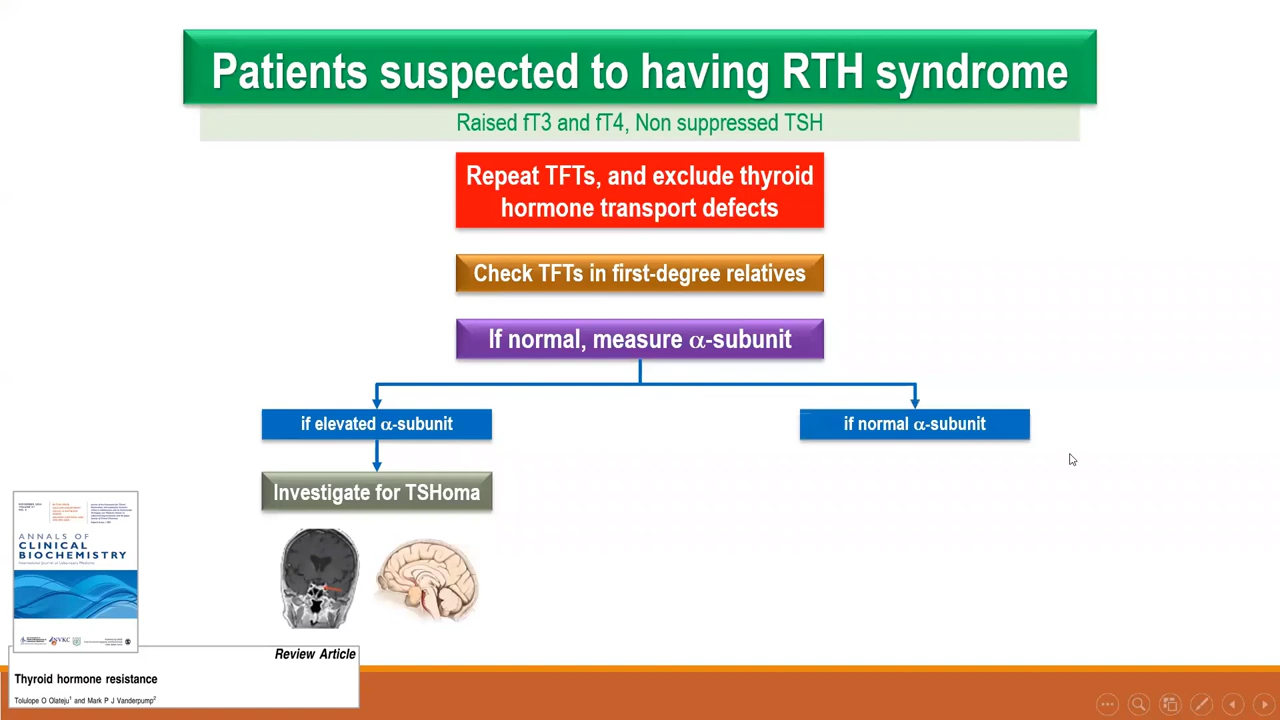 Patients suspected to having RTH syndrome
Raised fT3 and fT4, Non suppressed TSH
Repeat TFTs, and exclude thyroid
hormone transport defects
Check TFTs in first-degree relatives
If normal, measure α-subunit
if elevated α-subunit
if normal α-subunit
Investigate for TSHoma
ANNALS OF
CLINICAL
BIOCHEMISTRY
Review Article
Thyroid hormone resistance
Tolulope O Olateju¹ and Mark P J Vanderpump²